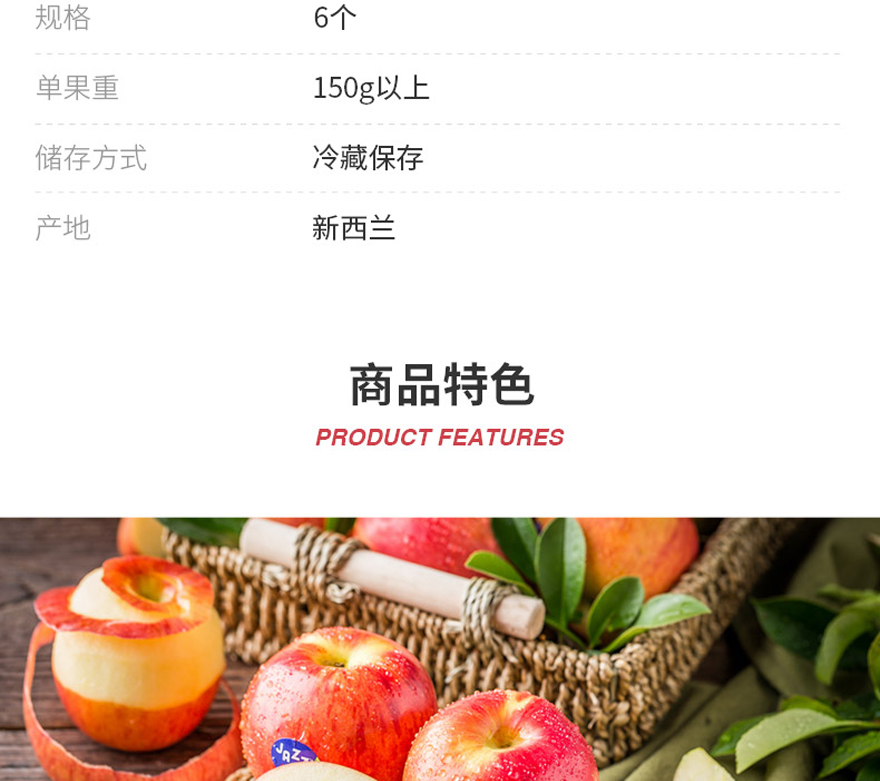 规格 6个
单果重 150g以上
储存方式 冷藏保存
产地 新西兰
商品特色
PRODUCT FEATURES
JAZZ